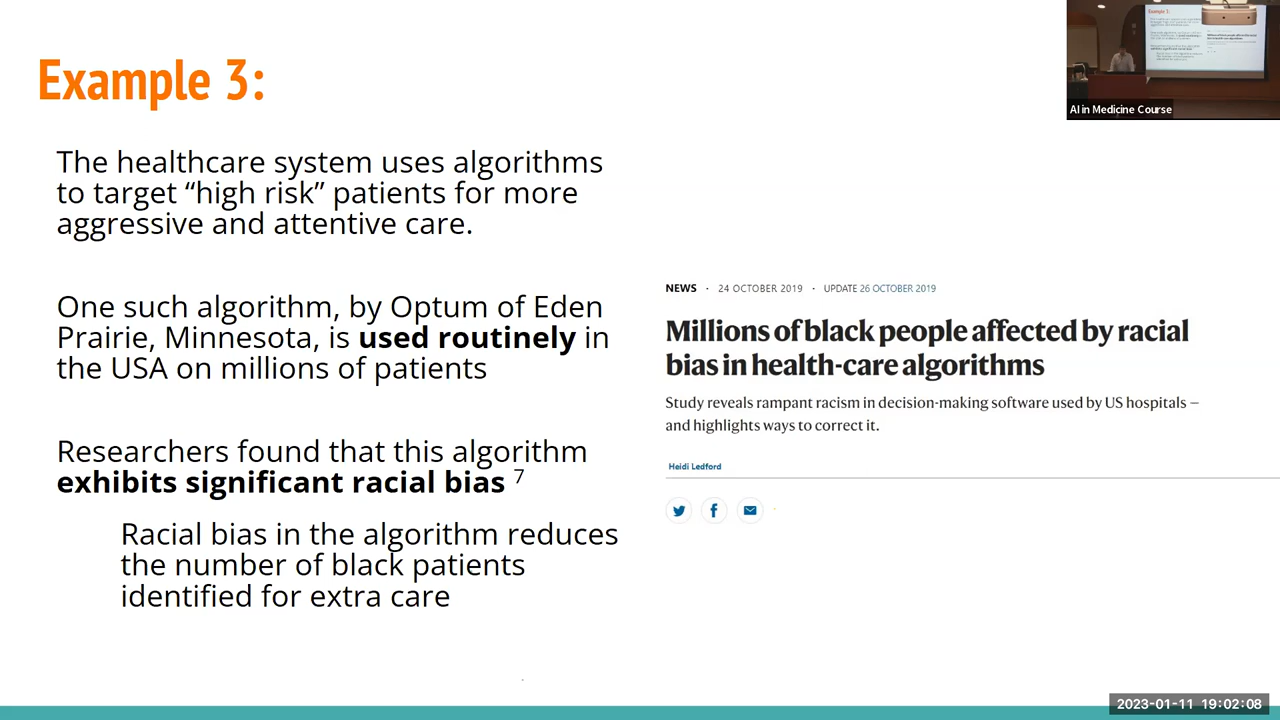 Example 3:
The healthcare system uses algorithms
to target “high risk” patients for more
aggressive and attentive care.
One such algorithm, by Optum of Eden
Prairie, Minnesota, is used routinely in
the USA on millions of patients
Researchers found that this algorithm
exhibits significant racial bias 7
Racial bias in the algorithm reduces
the number of black patients
identified for extra care
NEWS · 24 OCTOBER 2019 · UPDATE 26 OCTOBER 2019
Millions of black people affected by racial
bias in health-care algorithms
Study reveals rampant racism in decision-making software used by US hospitals —
and highlights ways to correct it.
Heidi Ledford
Example 3:
AI in Medicine Course
2023-01-11 19:02:08